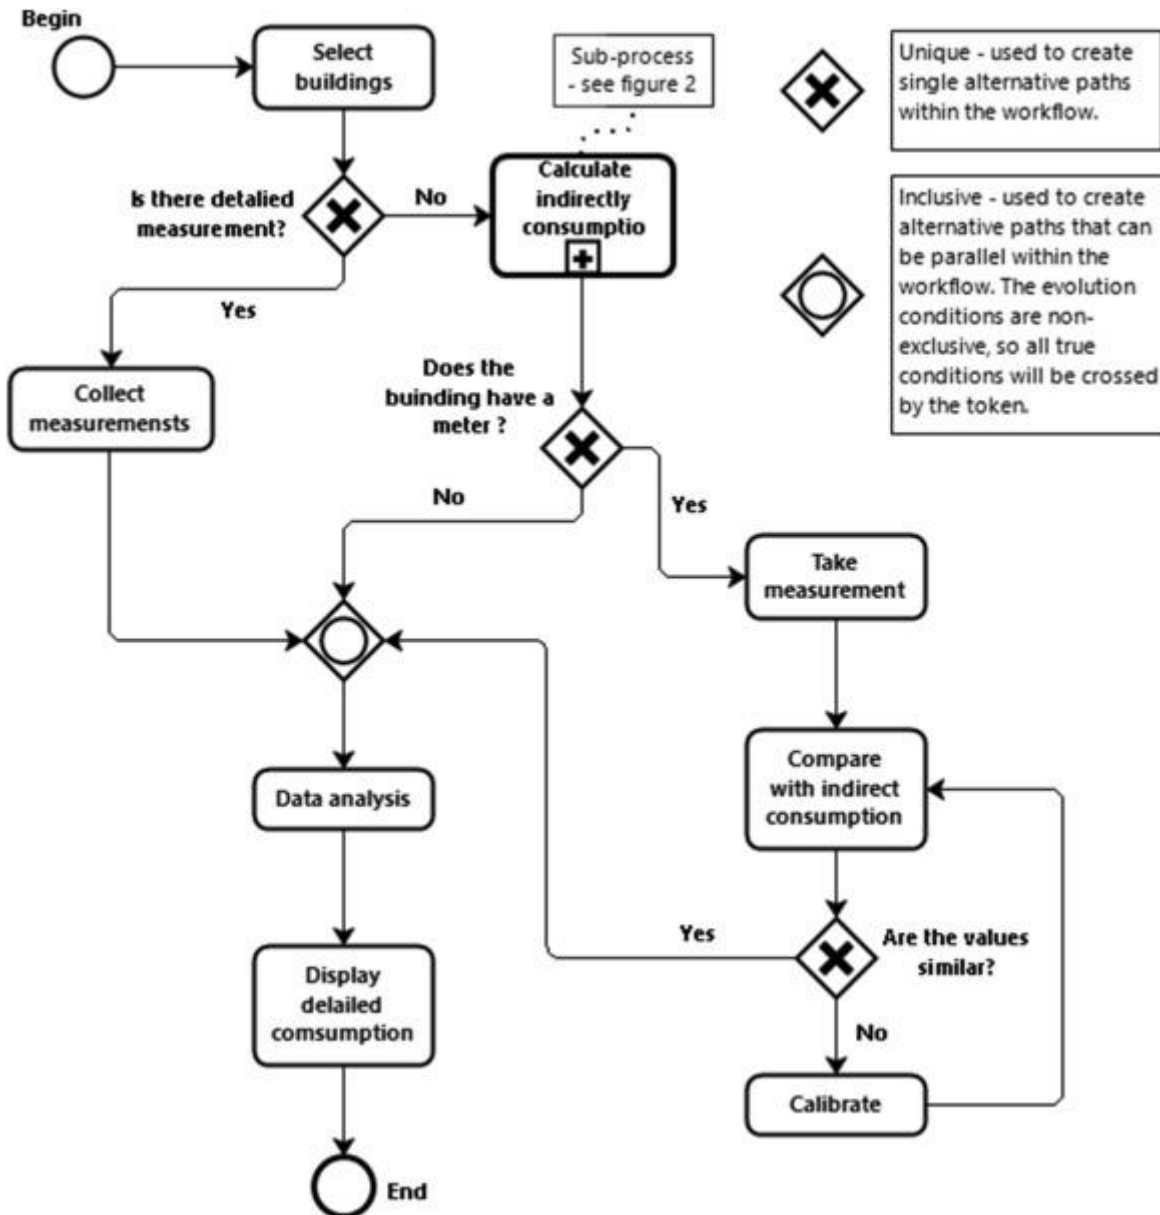 Begin
Select
buildings
Sub-process
- see figure 2
Unique - used to create
single alternative paths
within the workflow.
Is there detalied
measurement?
No
Calculate
indirectly
consumptio
Inclusive - used to create
alternative paths that can
be parallel within the
workflow. The evolution
conditions are non-
exclusive, so all true
conditions will be crossed
by the token.
Yes
Collect
measuremensts
Does the
buinding have a
meter ?
No
Yes
Take
measurement
Data analysis
Compare
with indirect
consumption
Yes
Are the values
similar?
Display
delailed
comsumption
No
Calibrate
End